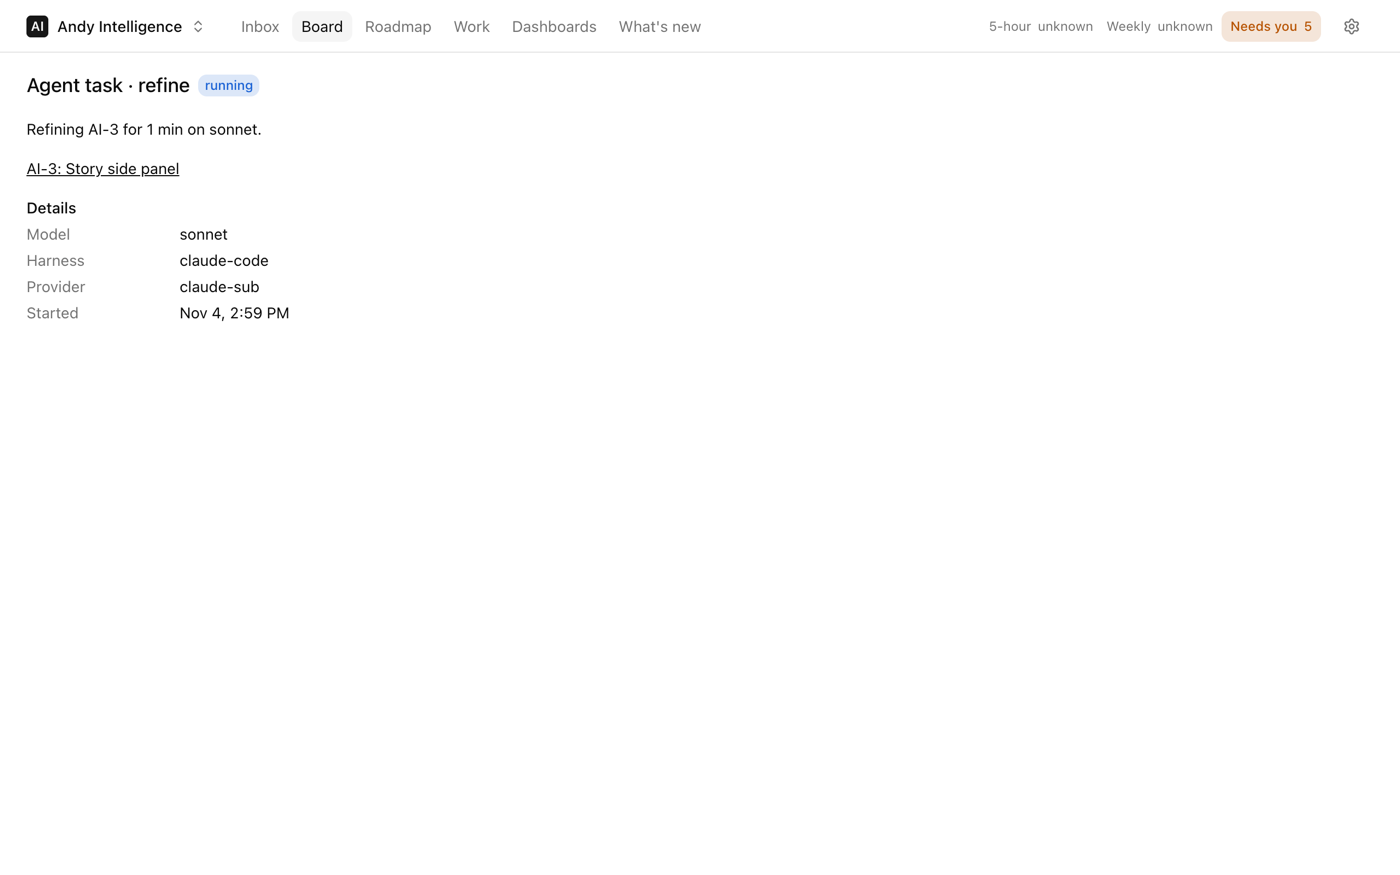 AI Andy Intelligence Inbox Board Roadmap Work Dashboards What's new 5-hour unknown Weekly unknown Needs you 5
Agent task · refine running
Refining AI-3 for 1 min on sonnet.
AI-3: Story side panel
Details
Model sonnet
Harness claude-code
Provider claude-sub
Started Nov 4, 2:59 PM